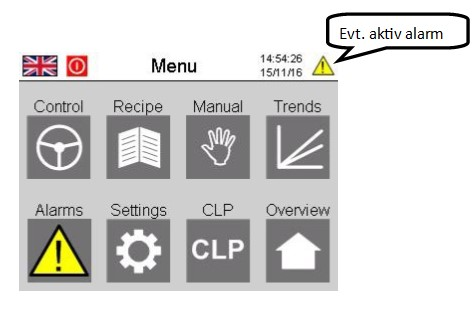 Evt. aktiv alarm
Menu
14:54:26
15/11/16
Control Recipe Manual Trends
Alarms Settings CLP Overview
CLP